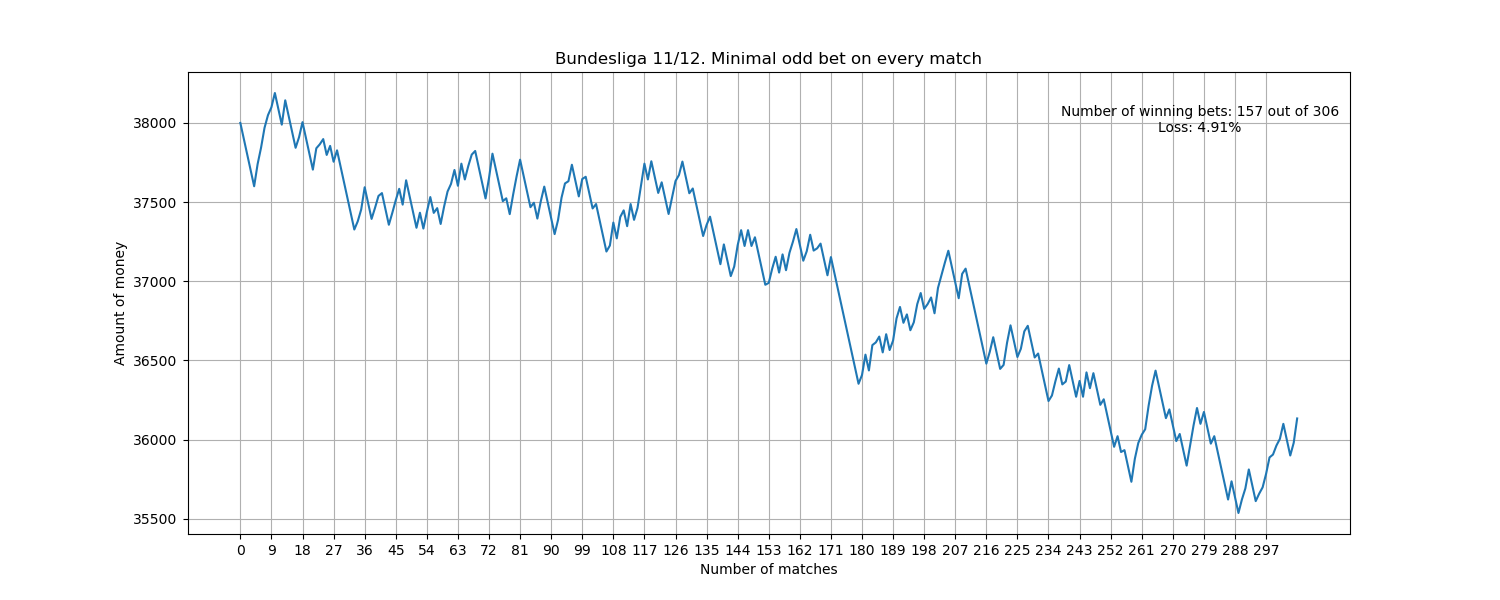 Bundesliga 11/12. Minimal odd bet on every match
Number of winning bets: 157 out of 306
Loss: 4.91%
Amount of money
38000
37500
37000
36500
36000
35500
0 9 18 27 36 45 54 63 72 81 90 99 108 117 126 135 144 153 162 171 180 189 198 207 216 225 234 243 252 261 270 279 288 297
Number of matches